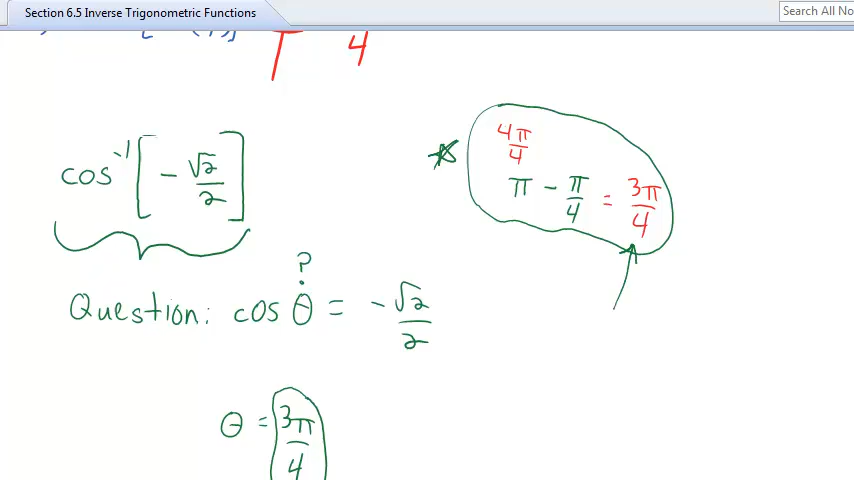 Section 6.5 Inverse Trigonometric Functions
Search All No
4
cos⁻¹[-√2/2]
4π/4
π - π/4 = 3π/4
?
Question: cos θ = -√2/2
θ = 3π/4